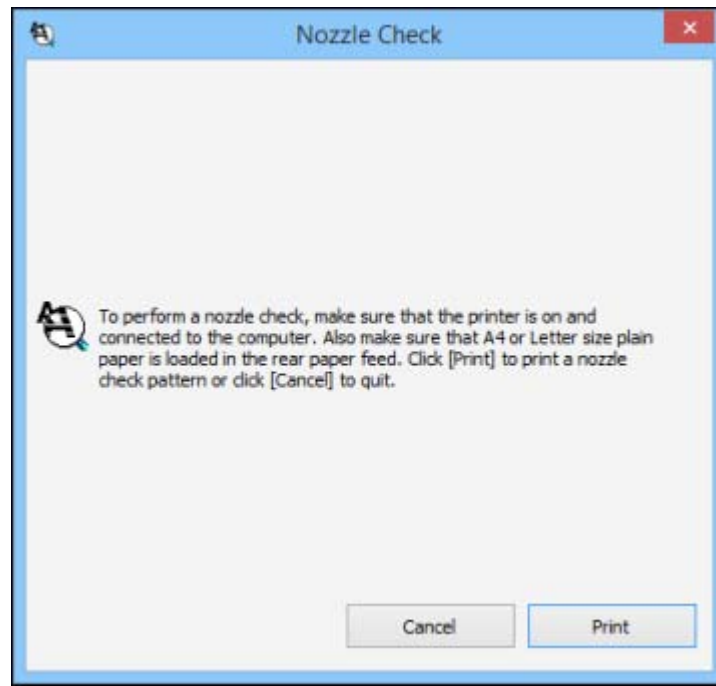 Nozzle Check
To perform a nozzle check, make sure that the printer is on and
connected to the computer. Also make sure that A4 or Letter size plain
paper is loaded in the rear paper feed. Click [Print] to print a nozzle
check pattern or click [Cancel] to quit.
Cancel Print